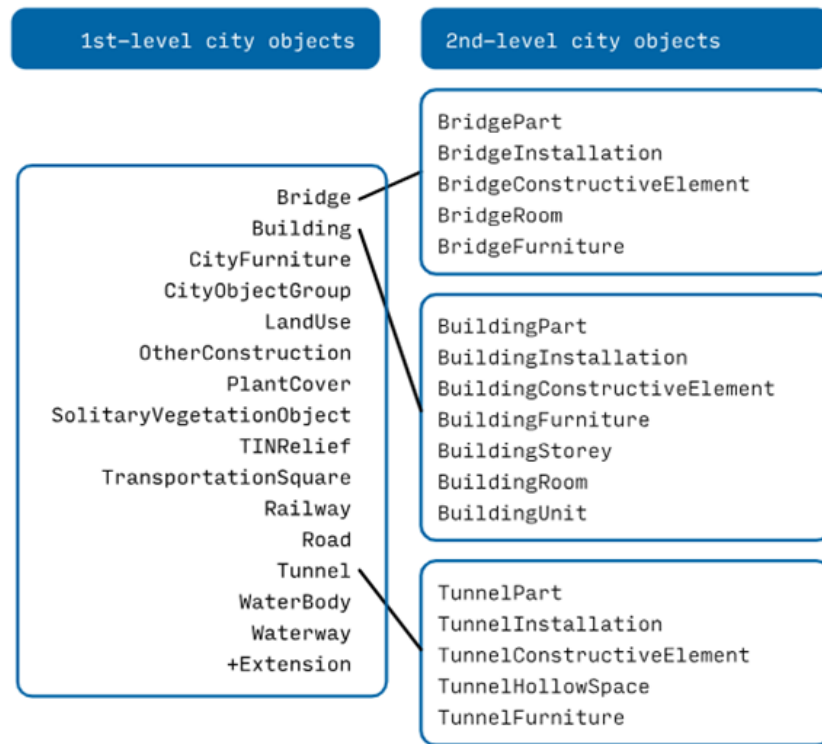 1st-level city objects
2nd-level city objects
Bridge
Building
CityFurniture
CityObjectGroup
LandUse
OtherConstruction
PlantCover
SolitaryVegetationObject
TINRelief
TransportationSquare
Railway
Road
Tunnel
WaterBody
Waterway
+Extension
BridgePart
BridgeInstallation
BridgeConstructiveElement
BridgeRoom
BridgeFurniture
BuildingPart
BuildingInstallation
BuildingConstructiveElement
BuildingFurniture
BuildingStorey
BuildingRoom
BuildingUnit
TunnelPart
TunnelInstallation
TunnelConstructiveElement
TunnelHollowSpace
TunnelFurniture